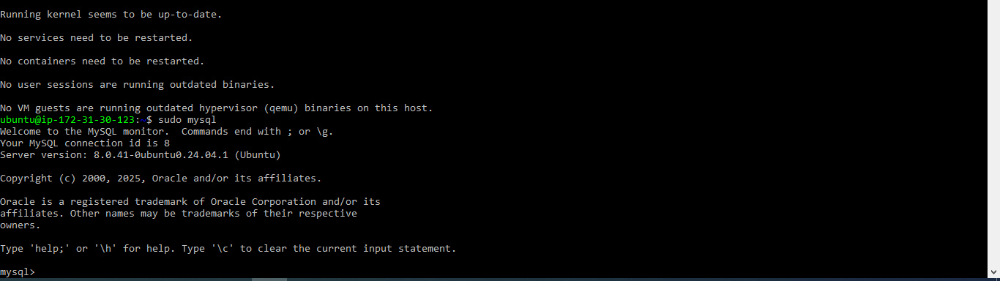 Running kernel seems to be up-to-date.
No services need to be restarted.
No containers need to be restarted.
No user sessions are running outdated binaries.
No VM guests are running outdated hypervisor (qemu) binaries on this host.
ubuntu@ip-172-31-30-123:~$ sudo mysql
Welcome to the MySQL monitor.  Commands end with ; or \g.
Your MySQL connection id is 8
Server version: 8.0.41-0ubuntu0.24.04.1 (Ubuntu)
Copyright (c) 2000, 2025, Oracle and/or its affiliates.
Oracle is a registered trademark of Oracle Corporation and/or its
affiliates. Other names may be trademarks of their respective
owners.
Type 'help;' or '\h' for help. Type '\c' to clear the current input statement.
mysql>